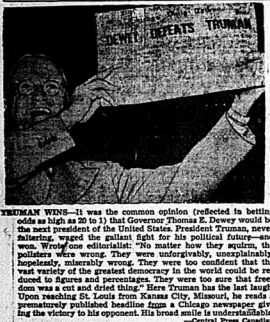 DEWEY DEFEATS TRUMAN
TRUMAN WINS—It was the common opinion (reflected in betting
odds as high as 20 to 1) that Governor Thomas E. Dewey would be
the next president of the United States. President Truman, never
faltering, waged the gallant fight for his political future—an
won. Wrote one editorialist: "No matter how they squirm, the
pollsters were wrong. They were unforgivably, unexplainably
hopelessly, miserably wrong. They were too confident that the
vast variety of the greatest democracy in the world could be re
duced to figures and percentages. They were too sure that free
dom was a cut and dried thing." Here Truman has the last laugh
Upon reaching St. Louis from Kansas City, Missouri, he reads
prematurely published headline from a Chicago newspaper giv
ing the victory to his opponent. His broad smile is understandab
—Central Press Canadian